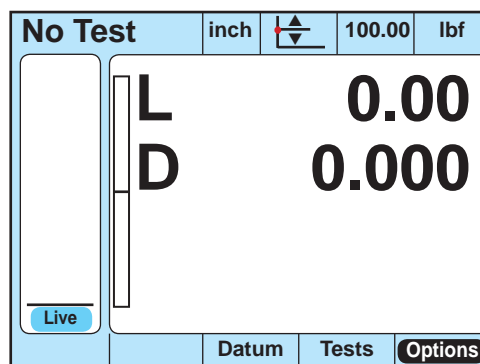 No Test inch 100.00 lbf
L 0.00
D 0.000
Live
Datum Tests Options